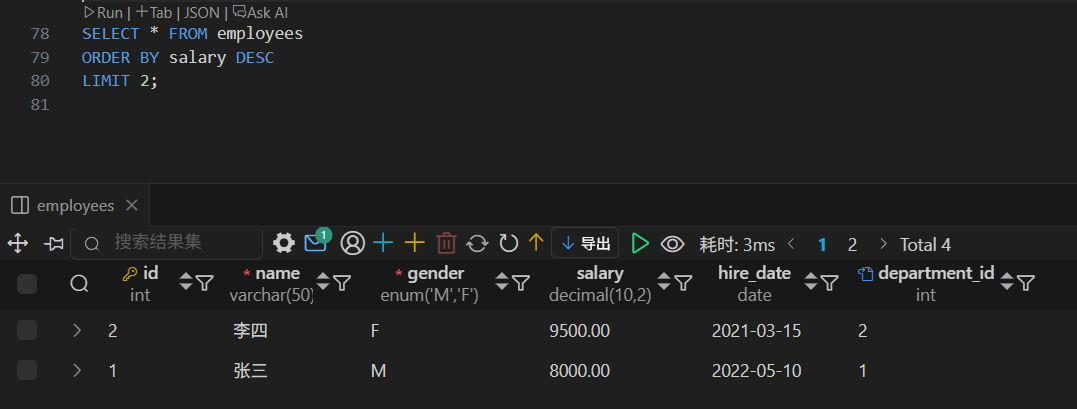 Run | Tab | JSON | Ask AI
78 SELECT * FROM employees
79 ORDER BY salary DESC
80 LIMIT 2;
81
employees
搜索结果集 1 导出 耗时: 3ms 1 2 Total 4
id * name * gender salary hire_date department_id
int varchar(50) enum('M','F') decimal(10,2) date int
2 李四 F 9500.00 2021-03-15 2
1 张三 M 8000.00 2022-05-10 1